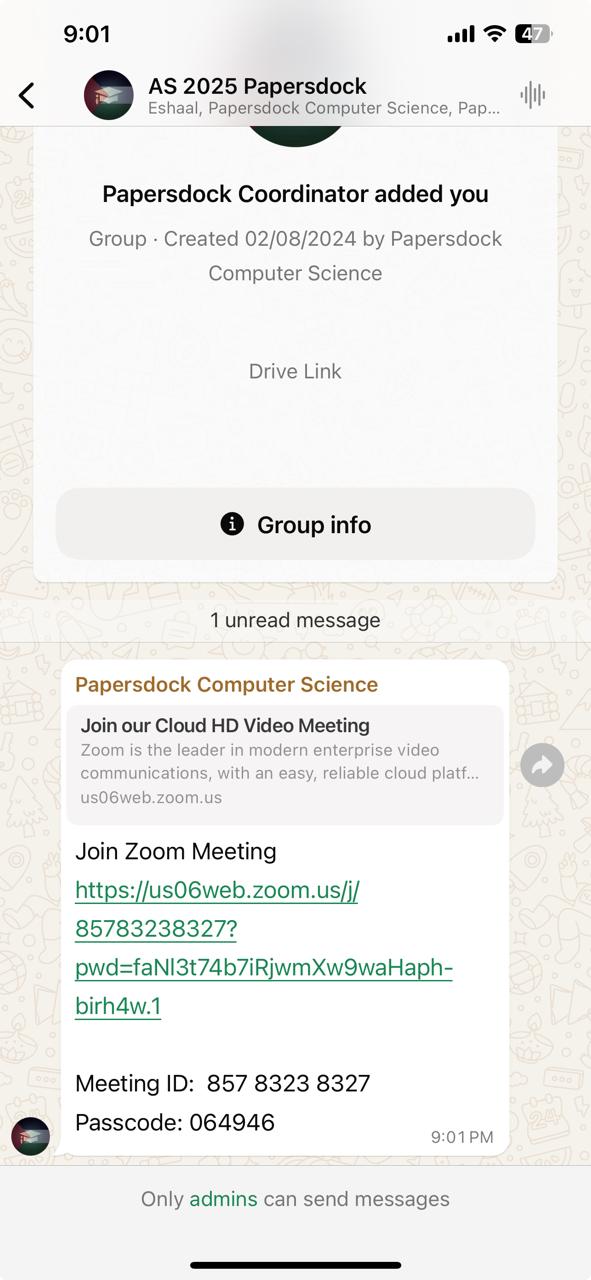 9:01
47
AS 2025 Papersdock
Eshaal, Papersdock Computer Science, Pap...
Papersdock Coordinator added you
Group · Created 02/08/2024 by Papersdock
Computer Science
Drive Link
Group info
1 unread message
Papersdock Computer Science
Join our Cloud HD Video Meeting
Zoom is the leader in modern enterprise video
communications, with an easy, reliable cloud platf...
us06web.zoom.us
Join Zoom Meeting
https://us06web.zoom.us/j/
85783238327?
pwd=faNl3t74b7iRjwmXw9waHaph-
birh4w.1
Meeting ID: 857 8323 8327
Passcode: 064946
9:01 PM
Only admins can send messages